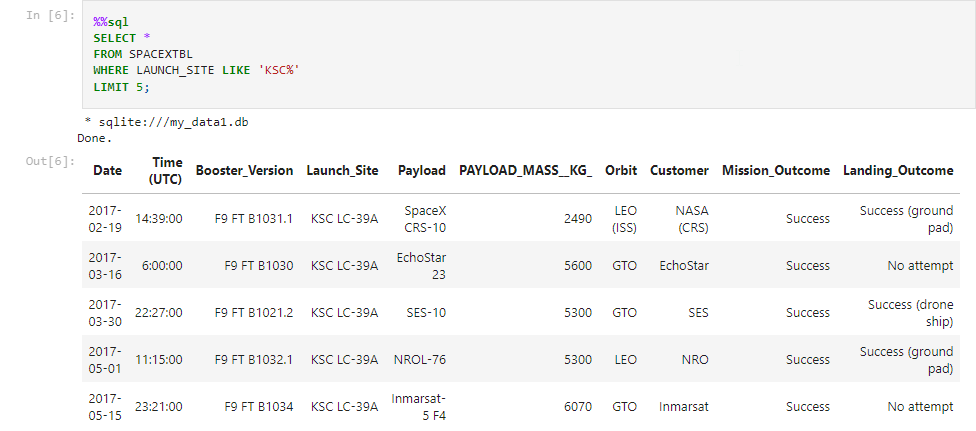 In [6]:
%%sql
SELECT *
FROM SPACEXTBL
WHERE LAUNCH_SITE LIKE 'KSC%'
LIMIT 5;
* sqlite:///my_data1.db
Done.
Out[6]:
Date Time (UTC) Booster_Version Launch_Site Payload PAYLOAD_MASS__KG_ Orbit Customer Mission_Outcome Landing_Outcome
2017-02-19 14:39:00 F9 FT B1031.1 KSC LC-39A SpaceX CRS-10 2490 LEO (ISS) NASA (CRS) Success Success (ground pad)
2017-03-16 6:00:00 F9 FT B1030 KSC LC-39A EchoStar 23 5600 GTO EchoStar Success No attempt
2017-03-30 22:27:00 F9 FT B1021.2 KSC LC-39A SES-10 5300 GTO SES Success Success (drone ship)
2017-05-01 11:15:00 F9 FT B1032.1 KSC LC-39A NROL-76 5300 LEO NRO Success Success (ground pad)
2017-05-15 23:21:00 F9 FT B1034 KSC LC-39A Inmarsat-5 F4 6070 GTO Inmarsat Success No attempt